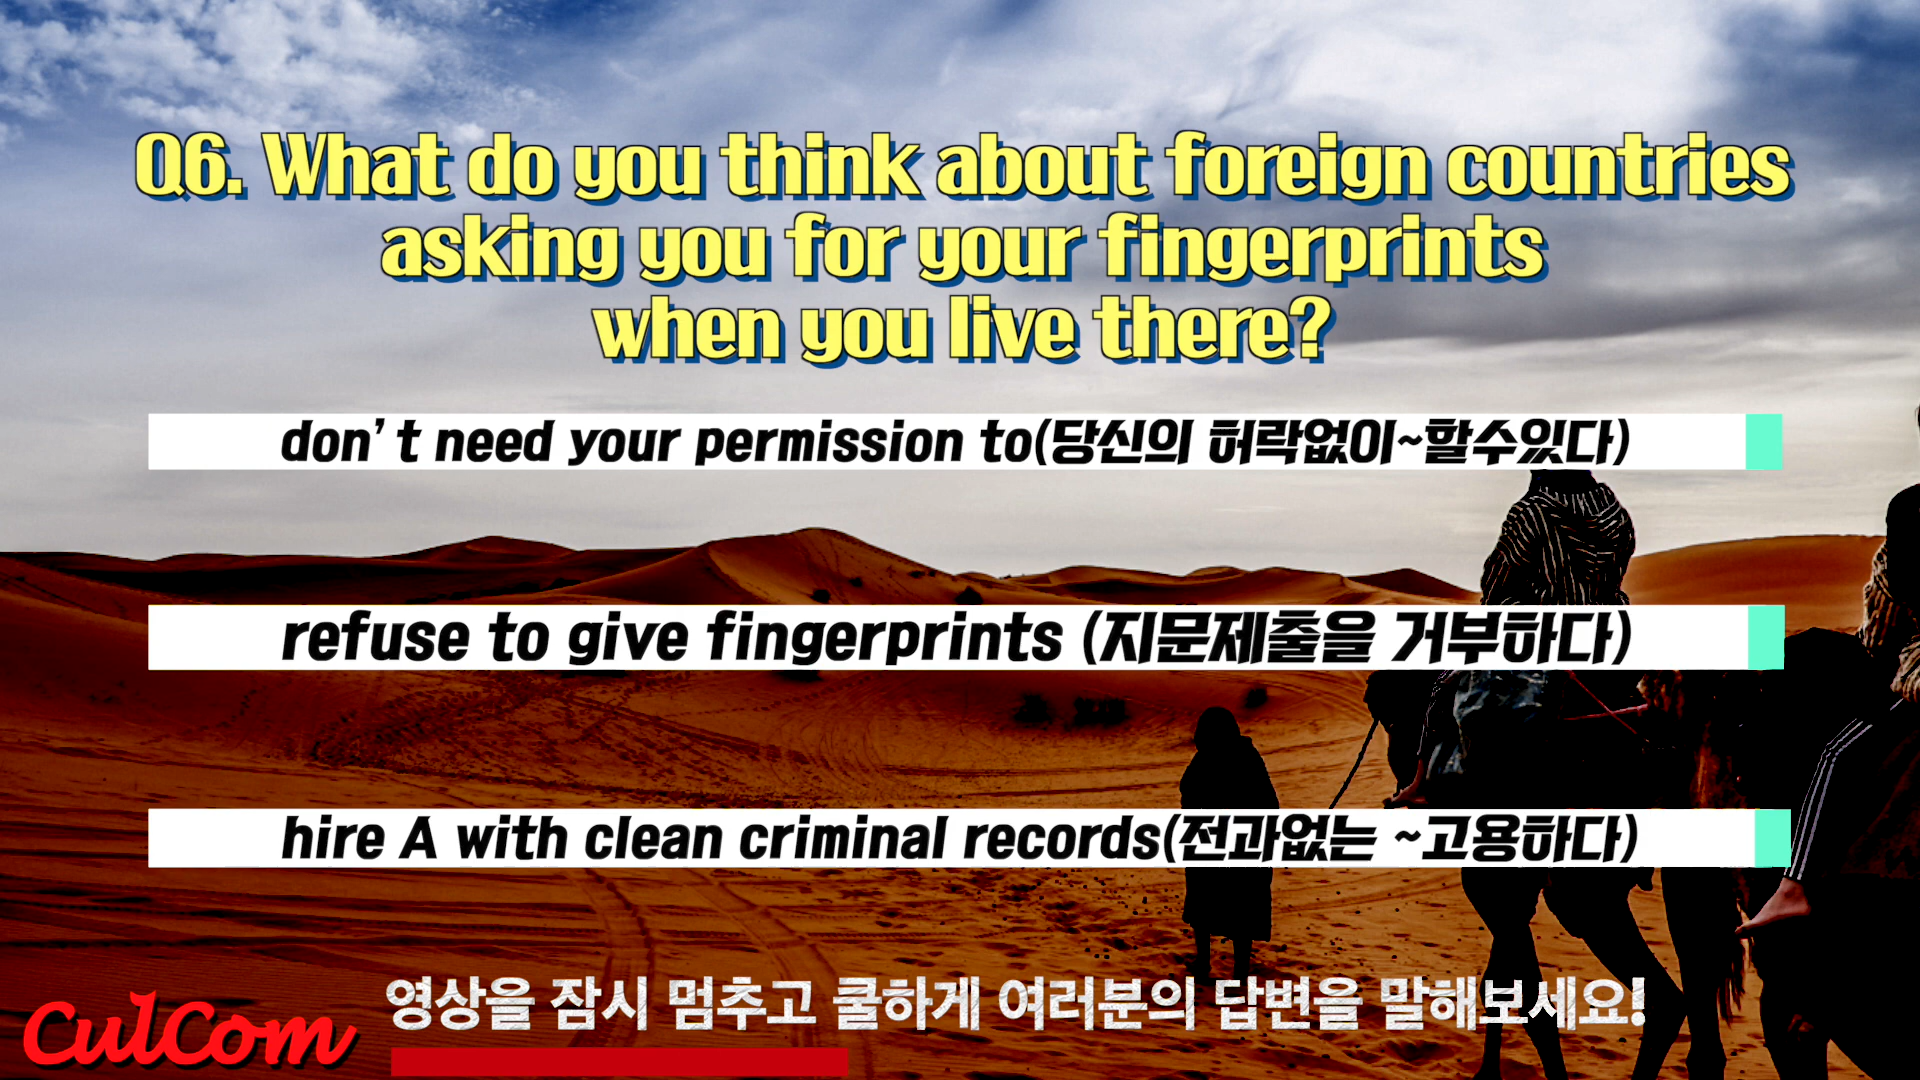 Q6. What do you think about foreign countries
asking you for your fingerprints
when you live there?
don't need your permission to(당신의 허락없이~할수있다)
refuse to give fingerprints (지문제출을 거부하다)
hire A with clean criminal records(전과없는 ~고용하다)
영상을 잠시 멈추고 쿨하게 여러분의 답변을 말해보세요!
CulCom